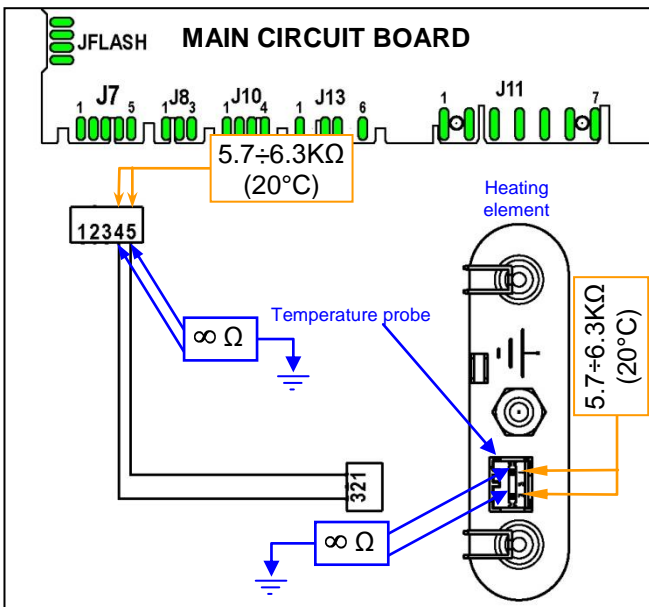 JFLASH
MAIN CIRCUIT BOARD
J7
J8
J10
J13
J11
1 5
1 3
1 4
1 6
1 7
5.7÷6.3KΩ
(20°C)
12345
Heating
element
∞ Ω
Temperature probe
5.7÷6.3KΩ
(20°C)
321
∞ Ω